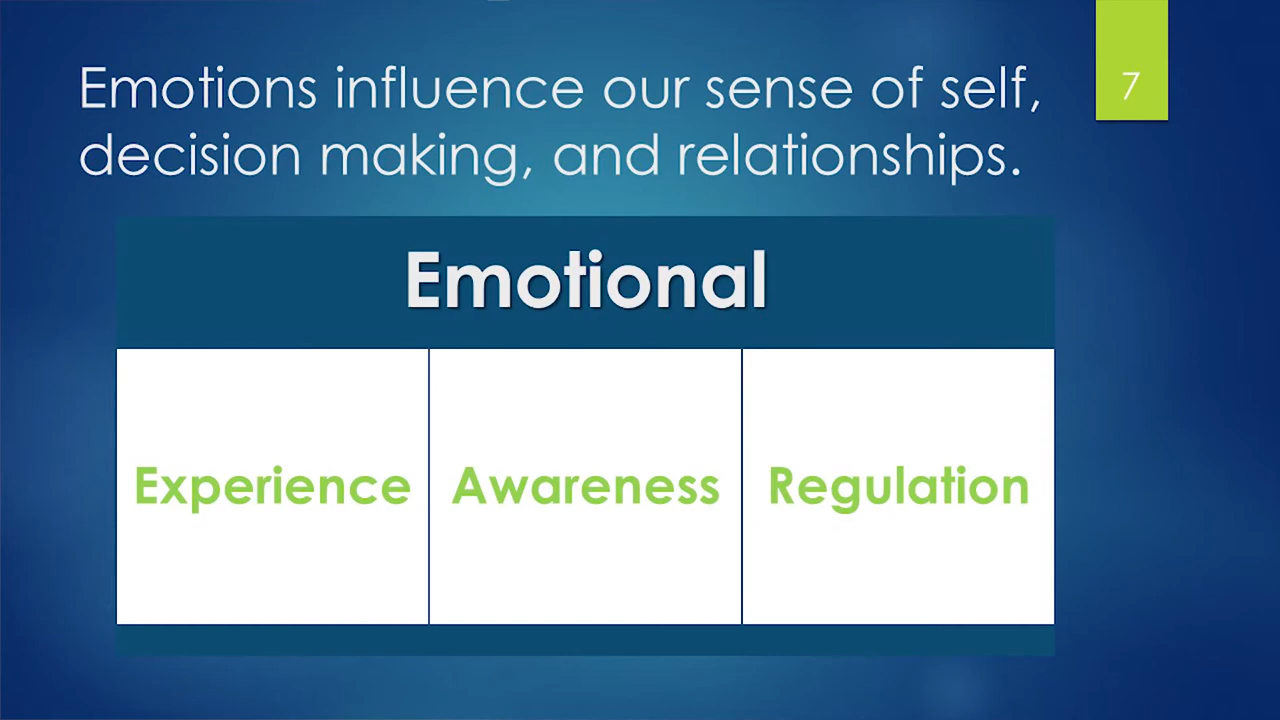 Emotions influence our sense of self,
decision making, and relationships.
7
Emotional
Experience
Awareness
Regulation